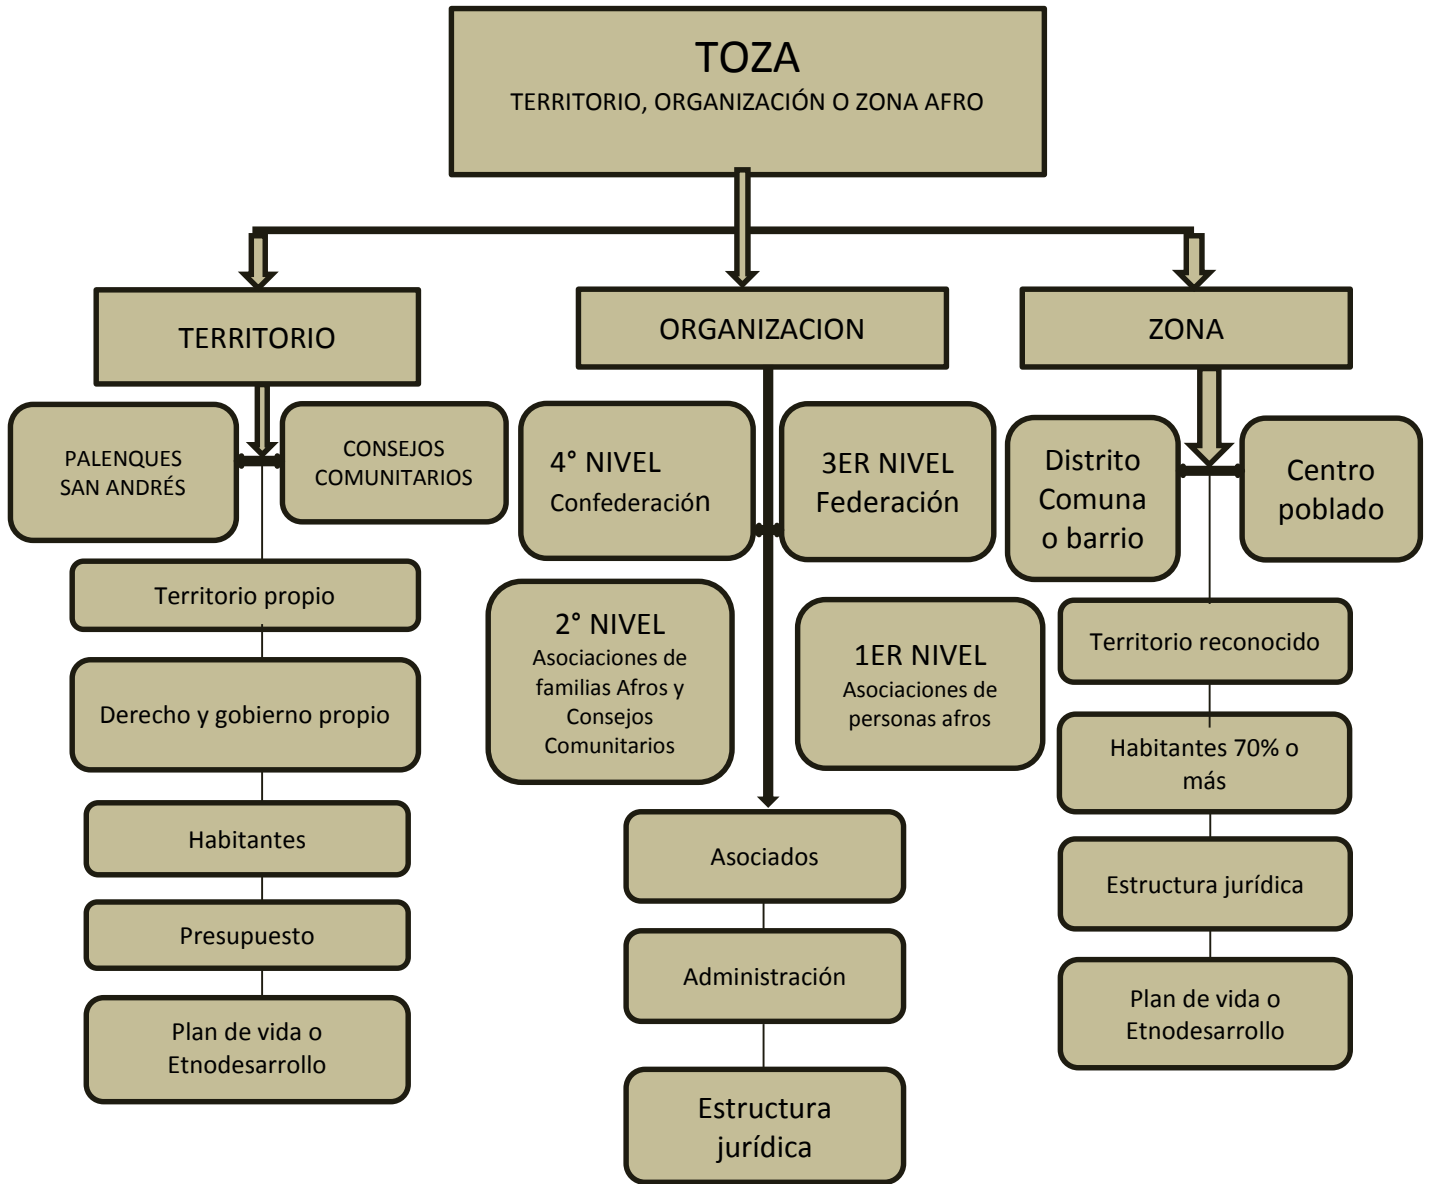 TOZA
TERRITORIO, ORGANIZACIÓN O ZONA AFRO
TERRITORIO
PALENQUES
SAN ANDRÉS
CONSEJOS
COMUNITARIOS
Territorio propio
Derecho y gobierno propio
Habitantes
Presupuesto
Plan de vida o
Etnodesarrollo
ORGANIZACION
4° NIVEL
Confederación
3ER NIVEL
Federación
2° NIVEL
Asociaciones de
familias Afros y
Consejos
Comunitarios
1ER NIVEL
Asociaciones de
personas afros
Asociados
Administración
Estructura
jurídica
ZONA
Distrito
Comuna
o barrio
Centro
poblado
Territorio reconocido
Habitantes 70% o
más
Estructura jurídica
Plan de vida o
Etnodesarrollo